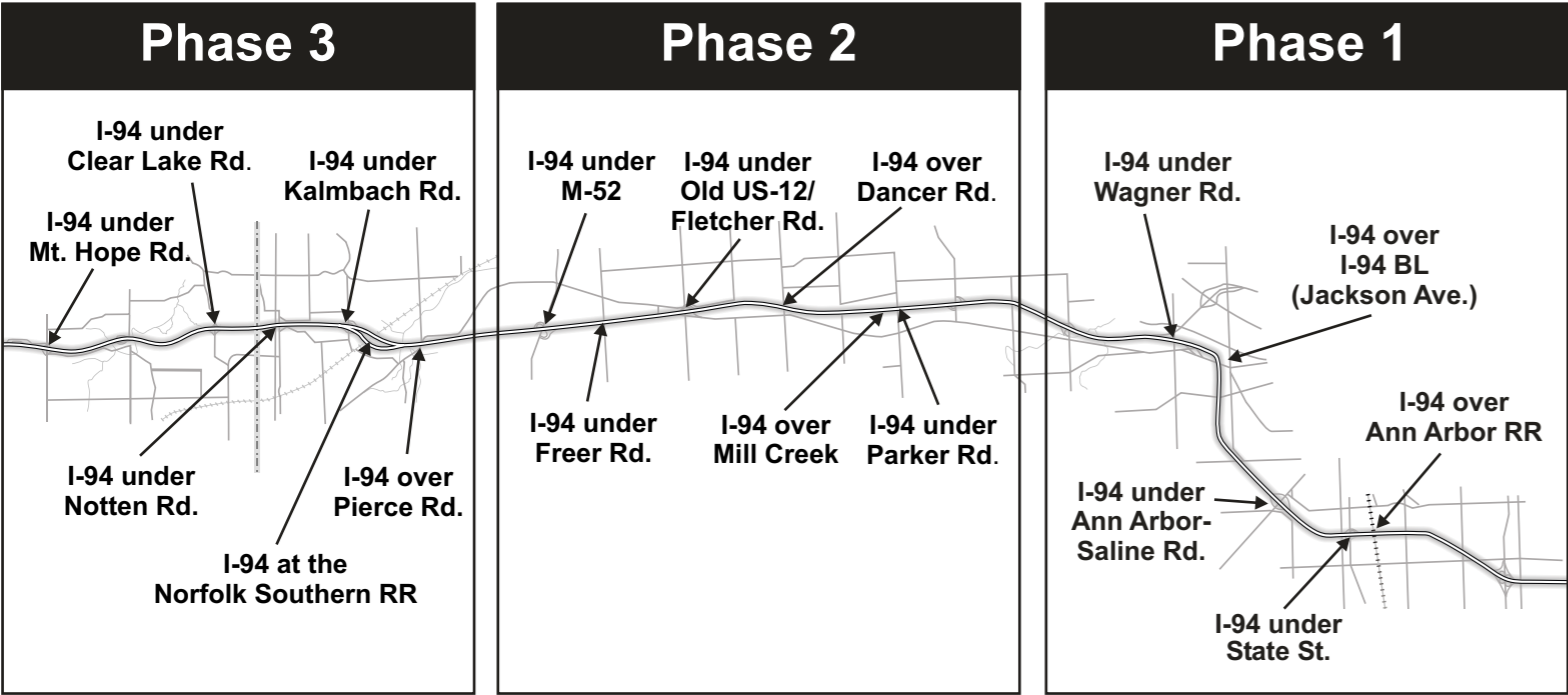 Phase 3
I-94 under
Clear Lake Rd.
I-94 under
Kalmbach Rd.
I-94 under
Mt. Hope Rd.
I-94 under
Notten Rd.
I-94 over
Pierce Rd.
I-94 at the
Norfolk Southern RR
Phase 2
I-94 under
M-52
I-94 under
Old US-12/
Fletcher Rd.
I-94 over
Dancer Rd.
I-94 under
Freer Rd.
I-94 over
Mill Creek
I-94 under
Parker Rd.
Phase 1
I-94 under
Wagner Rd.
I-94 over
I-94 BL
(Jackson Ave.)
I-94 over
Ann Arbor RR
I-94 under
Ann Arbor-
Saline Rd.
I-94 under
State St.